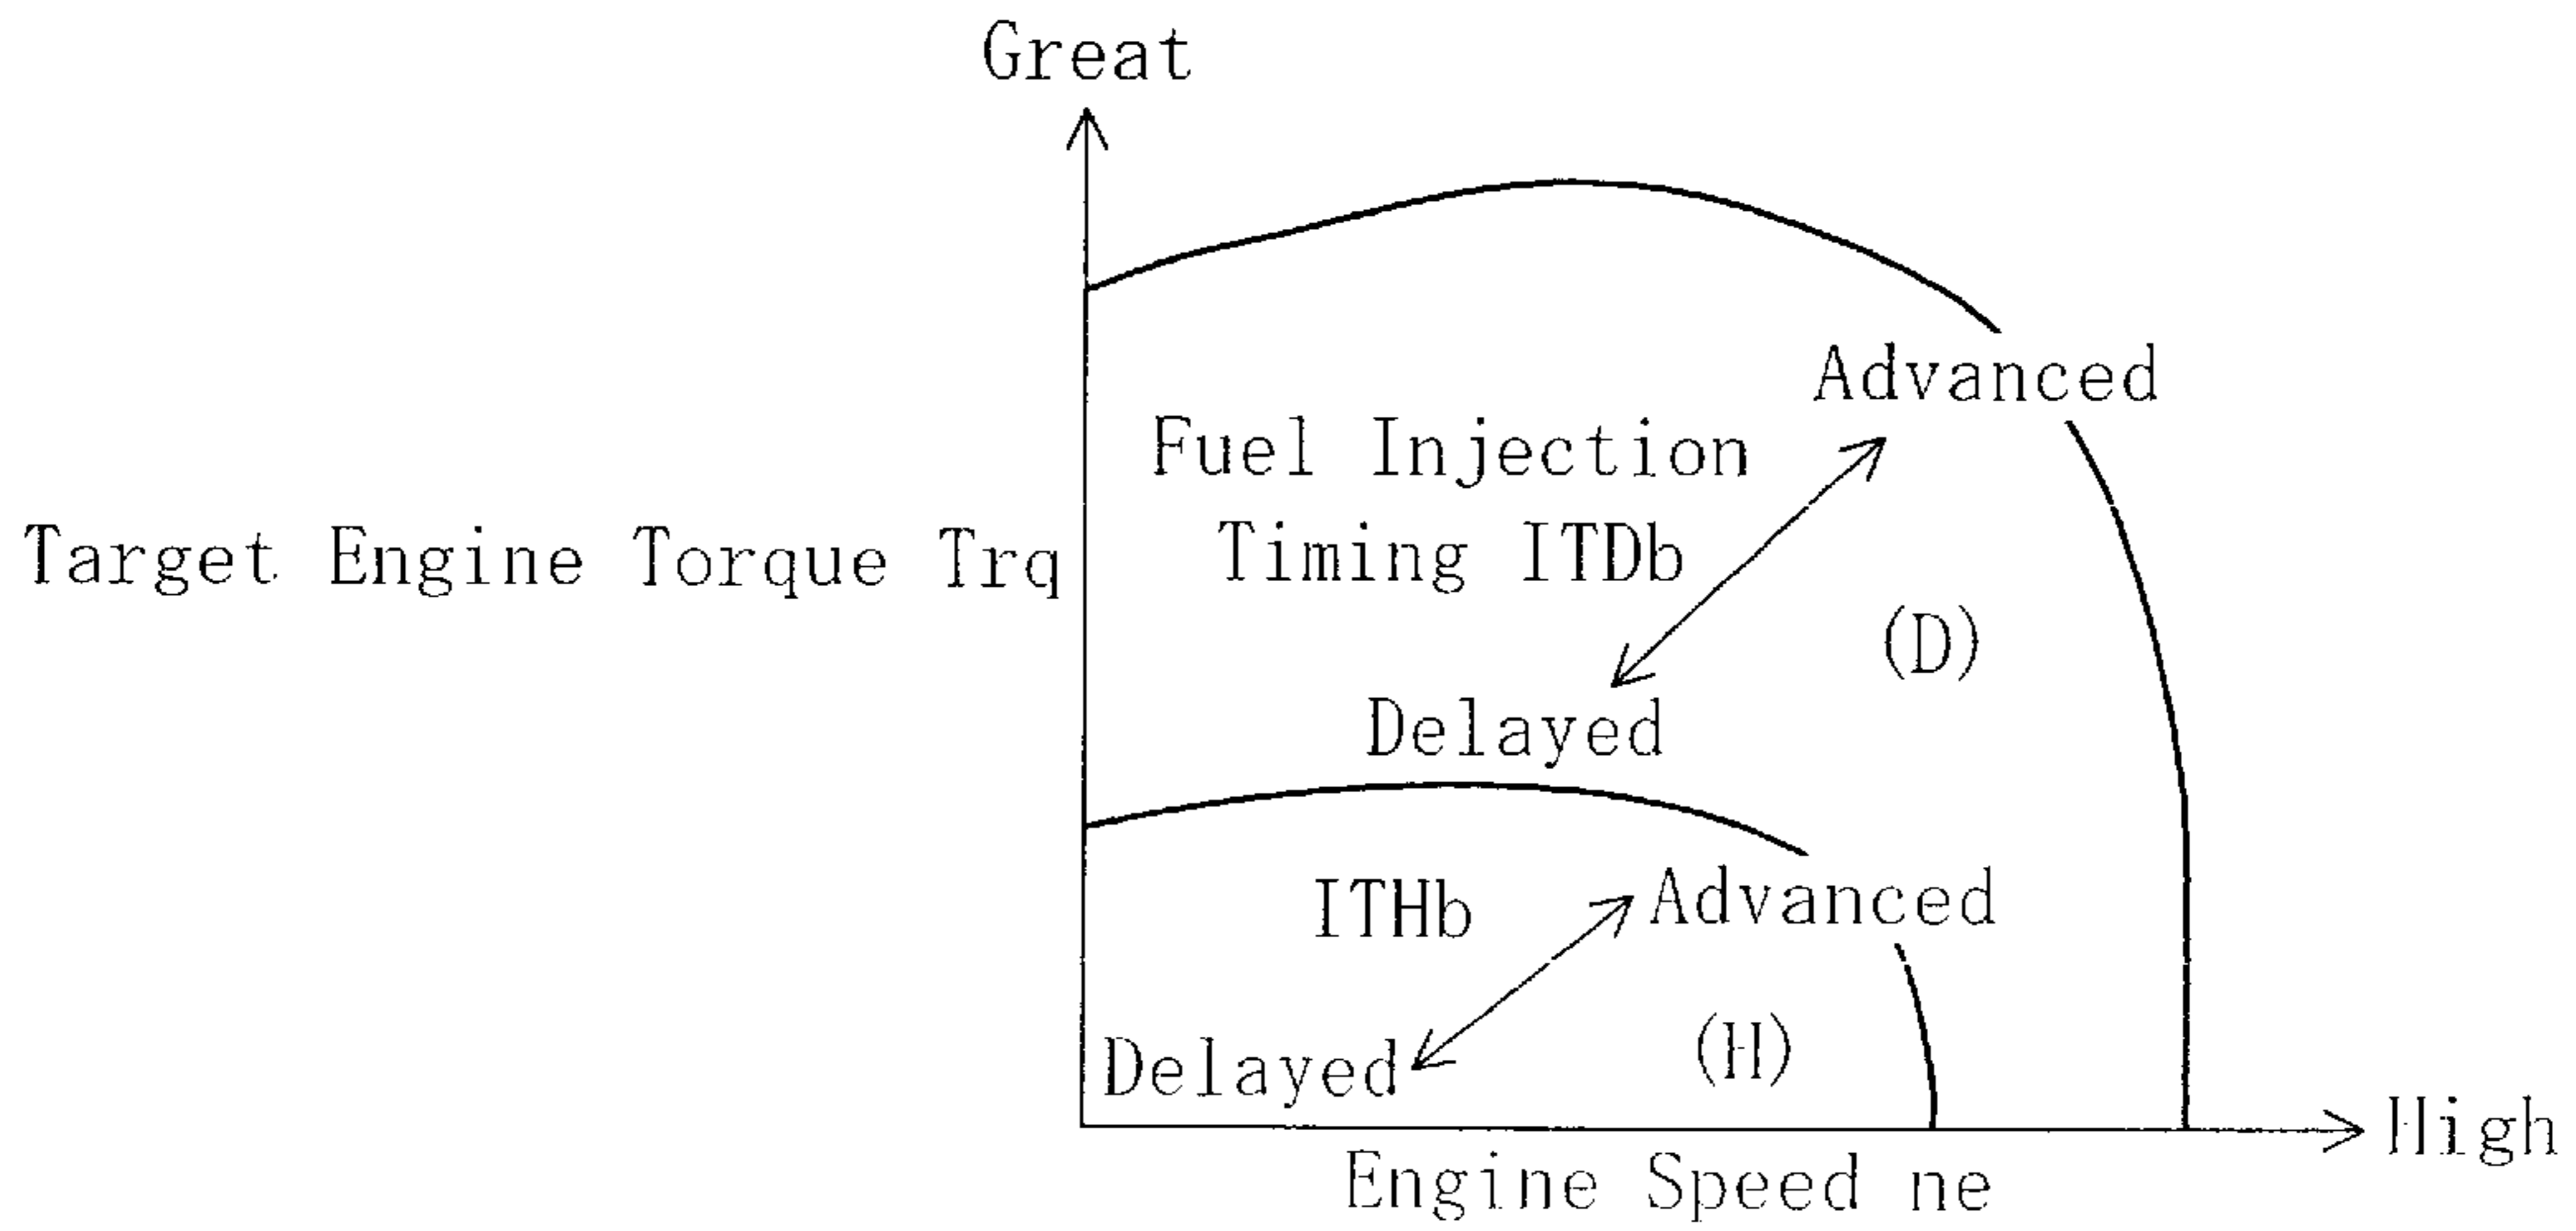 Great
Advanced
Fuel Injection
Timing ITDb
Target Engine Torque Trq
(D)
Delayed
ITHb
Advanced
(H)
Delayed
High
Engine Speed ne